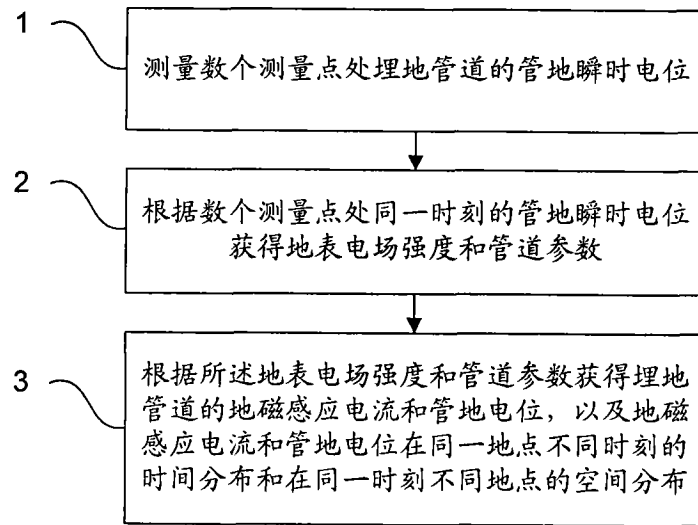 1
测量数个测量点处埋地管道的管地瞬时电位
2
根据数个测量点处同一时刻的管地瞬时电位
获得地表电场强度和管道参数
3
根据所述地表电场强度和管道参数获得埋地
管道的地磁感应电流和管地电位，以及地磁
感应电流和管地电位在同一地点不同时刻的
时间分布和在同一时刻不同地点的空间分布